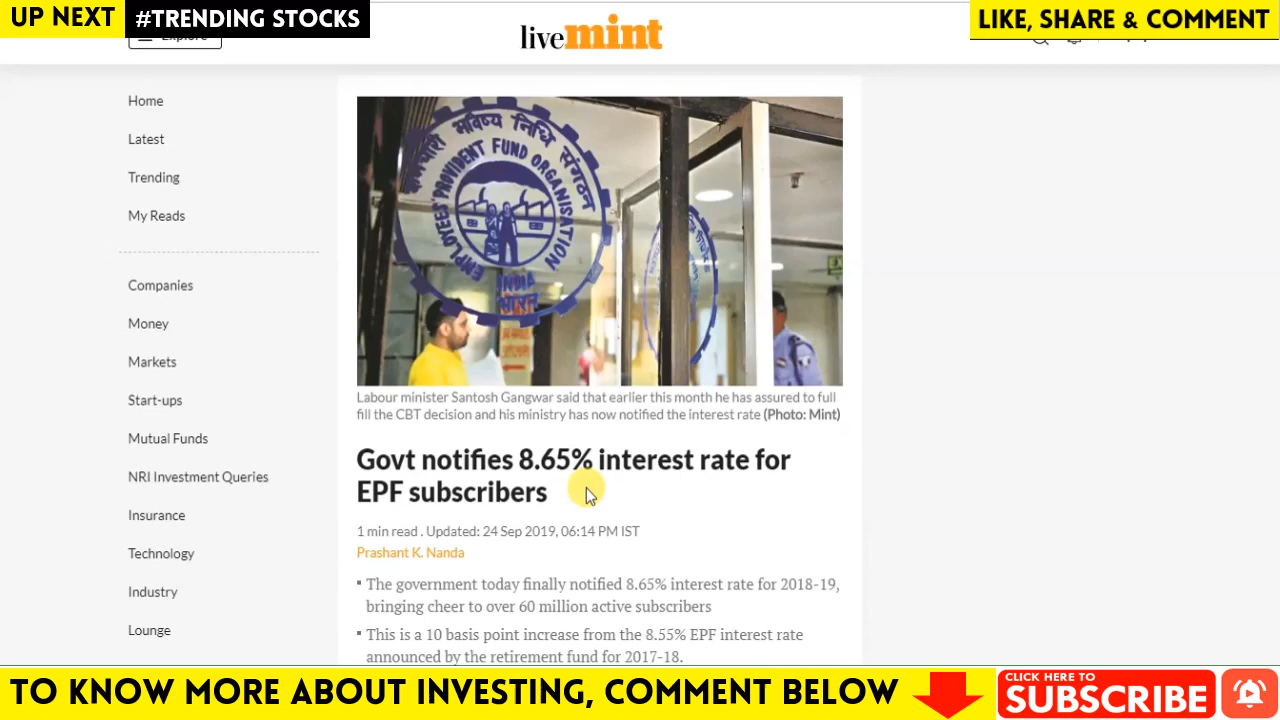 UP NEXT #TRENDING STOCKS
LIKE, SHARE & COMMENT
Explore
livemint
Home
Latest
Trending
My Reads
Companies
Money
Markets
Start-ups
Mutual Funds
NRI Investment Queries
Insurance
Technology
Industry
Lounge
कर्मचारी भविष्य निधि संगठन
EMPLOYEES' PROVIDENT FUND ORGANISATION
INDIA
भारत
Labour minister Santosh Gangwar said that earlier this month he has assured to full
fill the CBT decision and his ministry has now notified the interest rate (Photo: Mint)
Govt notifies 8.65% interest rate for
EPF subscribers
1 min read . Updated: 24 Sep 2019, 06:14 PM IST
Prashant K. Nanda
The government today finally notified 8.65% interest rate for 2018-19,
bringing cheer to over 60 million active subscribers
This is a 10 basis point increase from the 8.55% EPF interest rate
announced by the retirement fund for 2017-18.
TO KNOW MORE ABOUT INVESTING, COMMENT BELOW
CLICK HERE TO
SUBSCRIBE